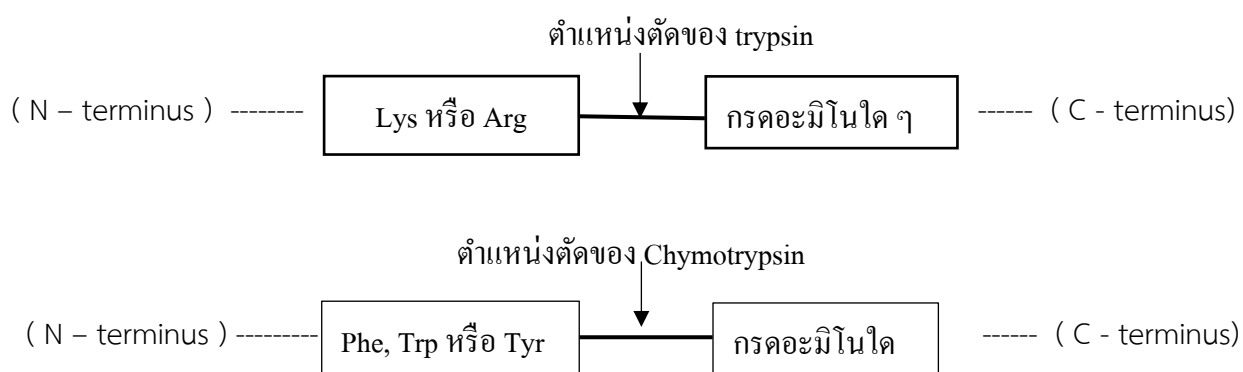 ตำแหน่งตัดของ trypsin
( N – terminus ) -------- Lys หรือ Arg กรดอะมิโนใด ๆ ------ ( C - terminus)
ตำแหน่งตัดของ Chymotrypsin
( N – terminus ) --------- Phe, Trp หรือ Tyr กรดอะมิโนใด ------ ( C - terminus)